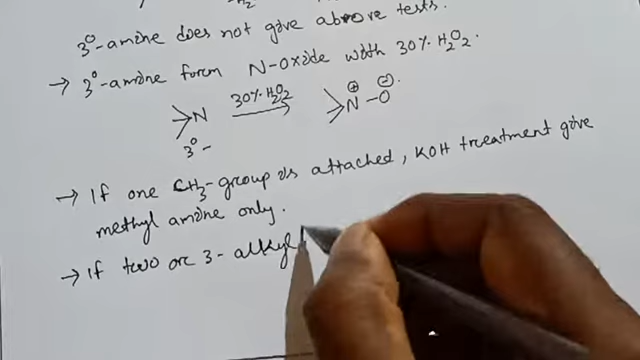 H₂
3°-amine does not give above tests.
→ 3°-amine form N-Oxide with 30% H₂O₂.
>N 30% H₂O₂ → >N⊕ – O⊖.
3° -
→ If one CH₃-group is attached, KOH treatment give
methyl amine only.
→ If two or 3- alkyl